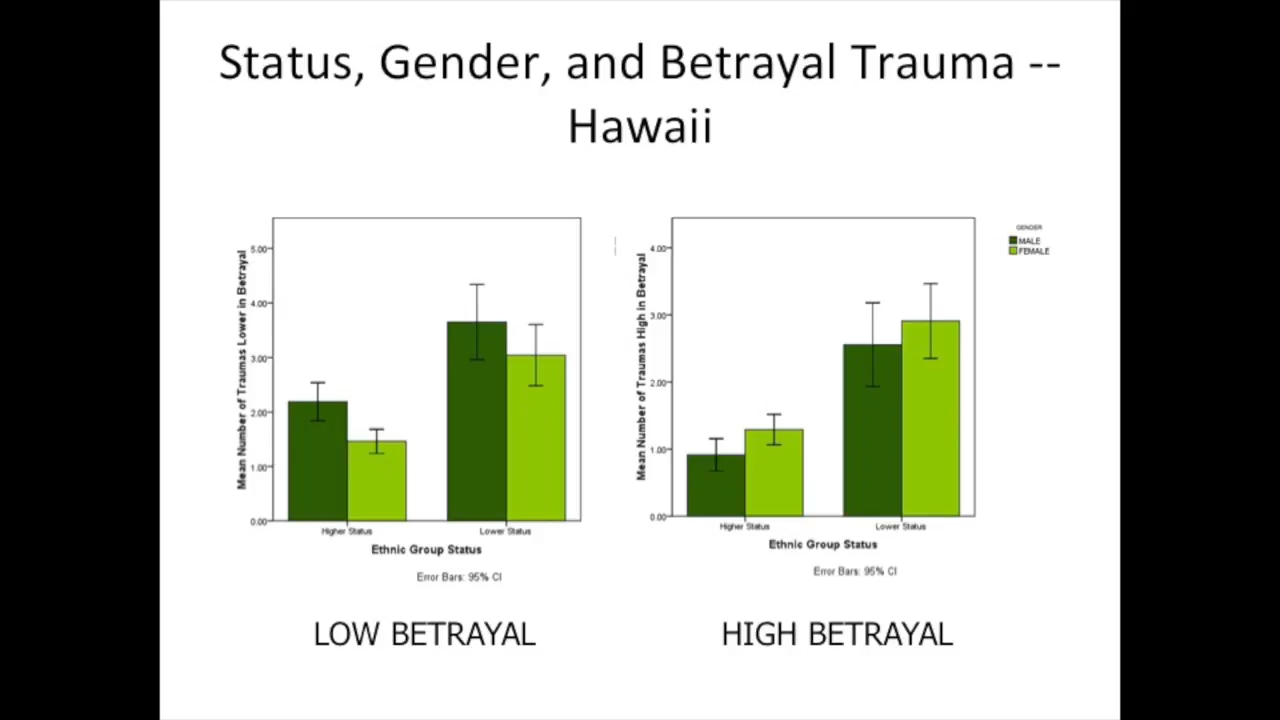 Status, Gender, and Betrayal Trauma --
Hawaii
Mean Number of Traumas Lower in Betrayal
5.00
4.00
3.00
2.00
1.00
0.00
Higher Status
Lower Status
Ethnic Group Status
Error Bars: 95% CI
LOW BETRAYAL
Mean Number of Traumas High in Betrayal
4.00
3.00
2.00
1.00
0.00
Higher Status
Lower Status
Ethnic Group Status
Error Bars: 95% CI
HIGH BETRAYAL
GENDER
MALE
FEMALE